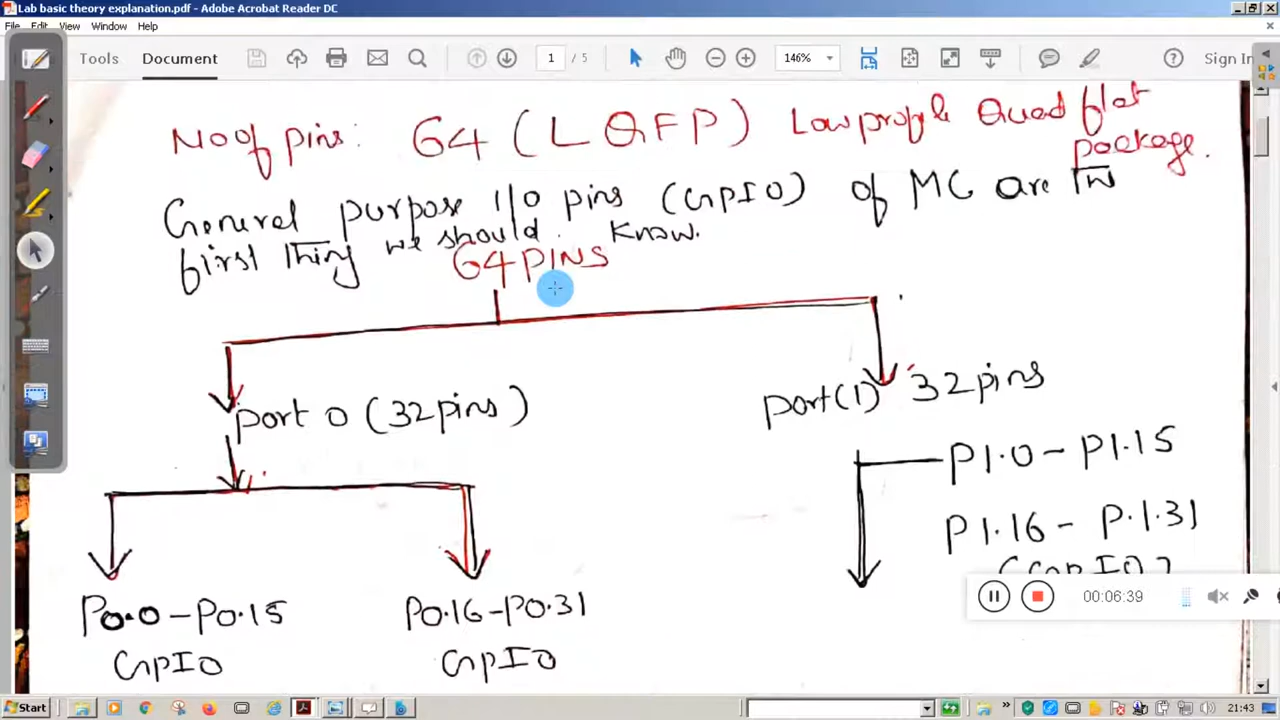 Lab basic theory explanation.pdf - Adobe Acrobat Reader DC
File Edit View Window Help
Tools Document 1 / 5 146% Sign In
No of pins: 64 (LQFP) Low profile Quad flat
package.
General purpose I/O pins (GPIO) of MC are
first thing we should know.
64 PINS
port 0 (32 pins)
port(1) 32 pins
P1.0 - P1.15
P1.16 - P.1.31
(GPIO)
P0.0 - P0.15
P0.16 - P0.31
GPIO
GPIO
00:06:39
Start
21:43